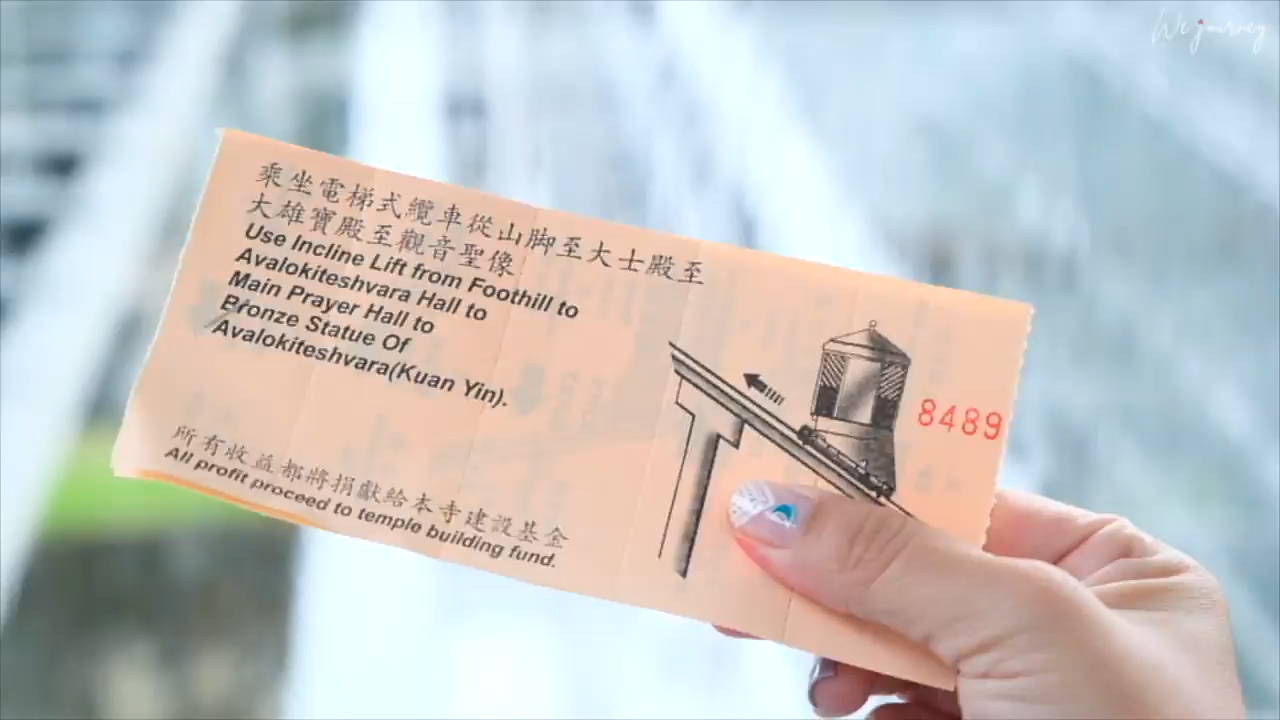 We journey
乘坐電梯式纜車從山脚至大士殿至
大雄寶殿至觀音聖像
Use Incline Lift from Foothill to
Avalokiteshvara Hall to
Main Prayer Hall to
Bronze Statue Of
Avalokiteshvara(Kuan Yin).
8489
所有收益都將捐獻給本寺建設基金
All profit proceed to temple building fund.